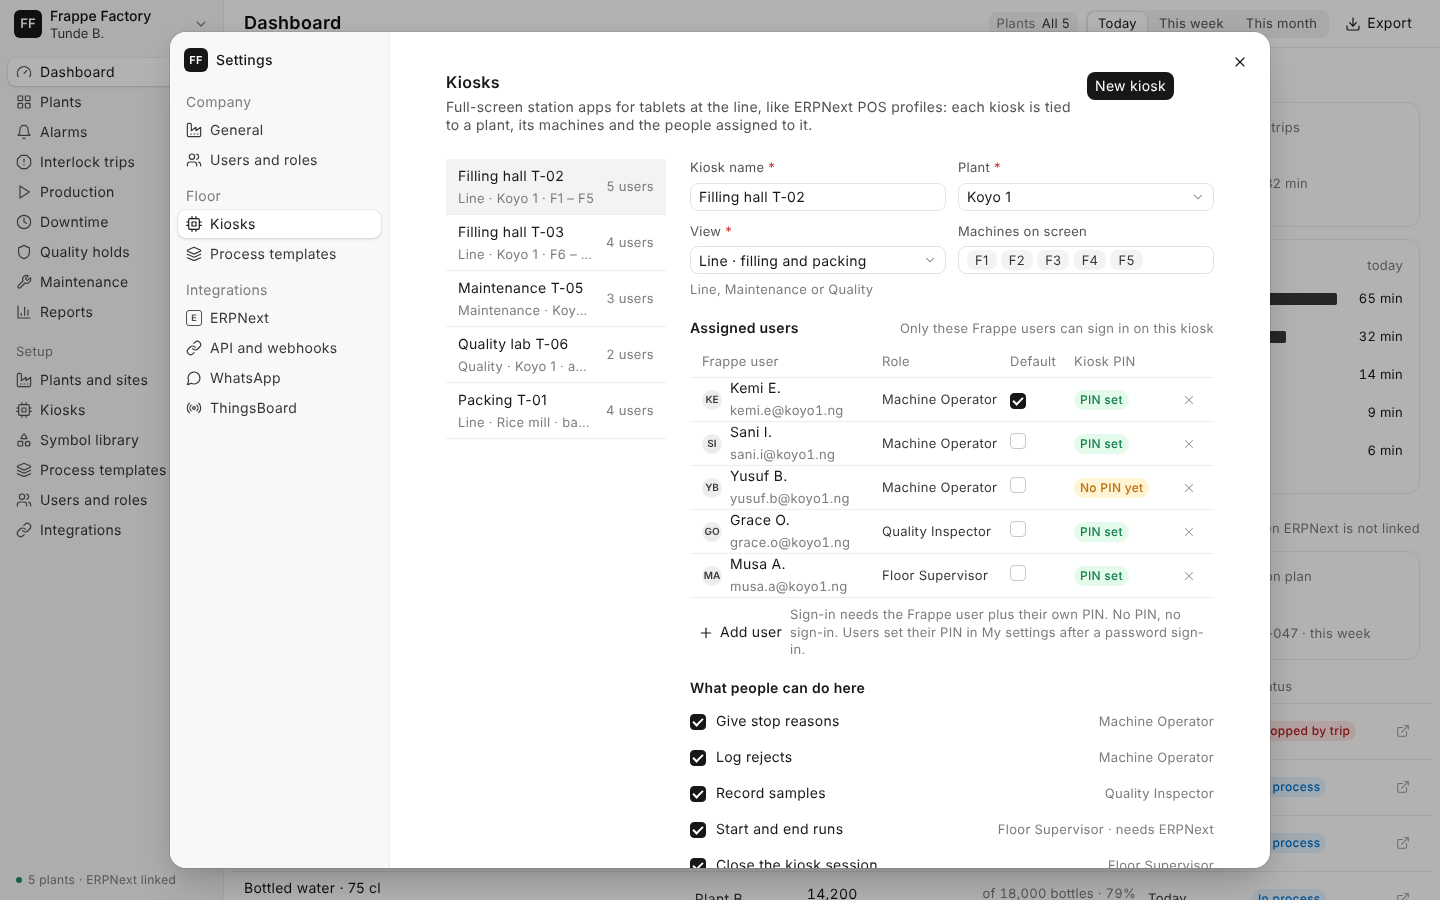 FF
Frappe Factory
Tunde B.
Dashboard
Plants
Alarms
Interlock trips
Production
Downtime
Quality holds
Maintenance
Reports
Setup
Plants and sites
Kiosks
Symbol library
Process templates
Users and roles
Integrations
5 plants · ERPNext linked
Dashboard
Plants All 5
Today
This week
This month
Export
FF Settings
Company
General
Users and roles
Floor
Kiosks
Process templates
Integrations
E ERPNext
API and webhooks
WhatsApp
ThingsBoard
Kiosks
New kiosk
Full-screen station apps for tablets at the line, like ERPNext POS profiles: each kiosk is tied
to a plant, its machines and the people assigned to it.
Filling hall T-02
Line · Koyo 1 · F1 – F5
5 users
Filling hall T-03
Line · Koyo 1 · F6 – ...
4 users
Maintenance T-05
Maintenance · Koy...
3 users
Quality lab T-06
Quality · Koyo 1 · a...
2 users
Packing T-01
Line · Rice mill · ba...
4 users
Kiosk name *
Plant *
Filling hall T-02
Koyo 1
View *
Machines on screen
Line · filling and packing
F1 F2 F3 F4 F5
Line, Maintenance or Quality
Assigned users
Only these Frappe users can sign in on this kiosk
Frappe user Role Default Kiosk PIN
KE Kemi E. Machine Operator PIN set
kemi.e@koyo1.ng
SI Sani I. Machine Operator PIN set
sani.i@koyo1.ng
YB Yusuf B. Machine Operator No PIN yet
yusuf.b@koyo1.ng
GO Grace O. Quality Inspector PIN set
grace.o@koyo1.ng
MA Musa A. Floor Supervisor PIN set
musa.a@koyo1.ng
Add user
Sign-in needs the Frappe user plus their own PIN. No PIN, no
sign-in. Users set their PIN in My settings after a password sign-
in.
What people can do here
Give stop reasons Machine Operator
Log rejects Machine Operator
Record samples Quality Inspector
Start and end runs Floor Supervisor · needs ERPNext
Close the kiosk session Floor Supervisor
trips
32 min
today
65 min
32 min
14 min
9 min
6 min
en ERPNext is not linked
on plan
-047 · this week
atus
opped by trip
process
process
Bottled water · 75 cl
Plant B
14,200
of 18,000 bottles · 79%
Today
In process